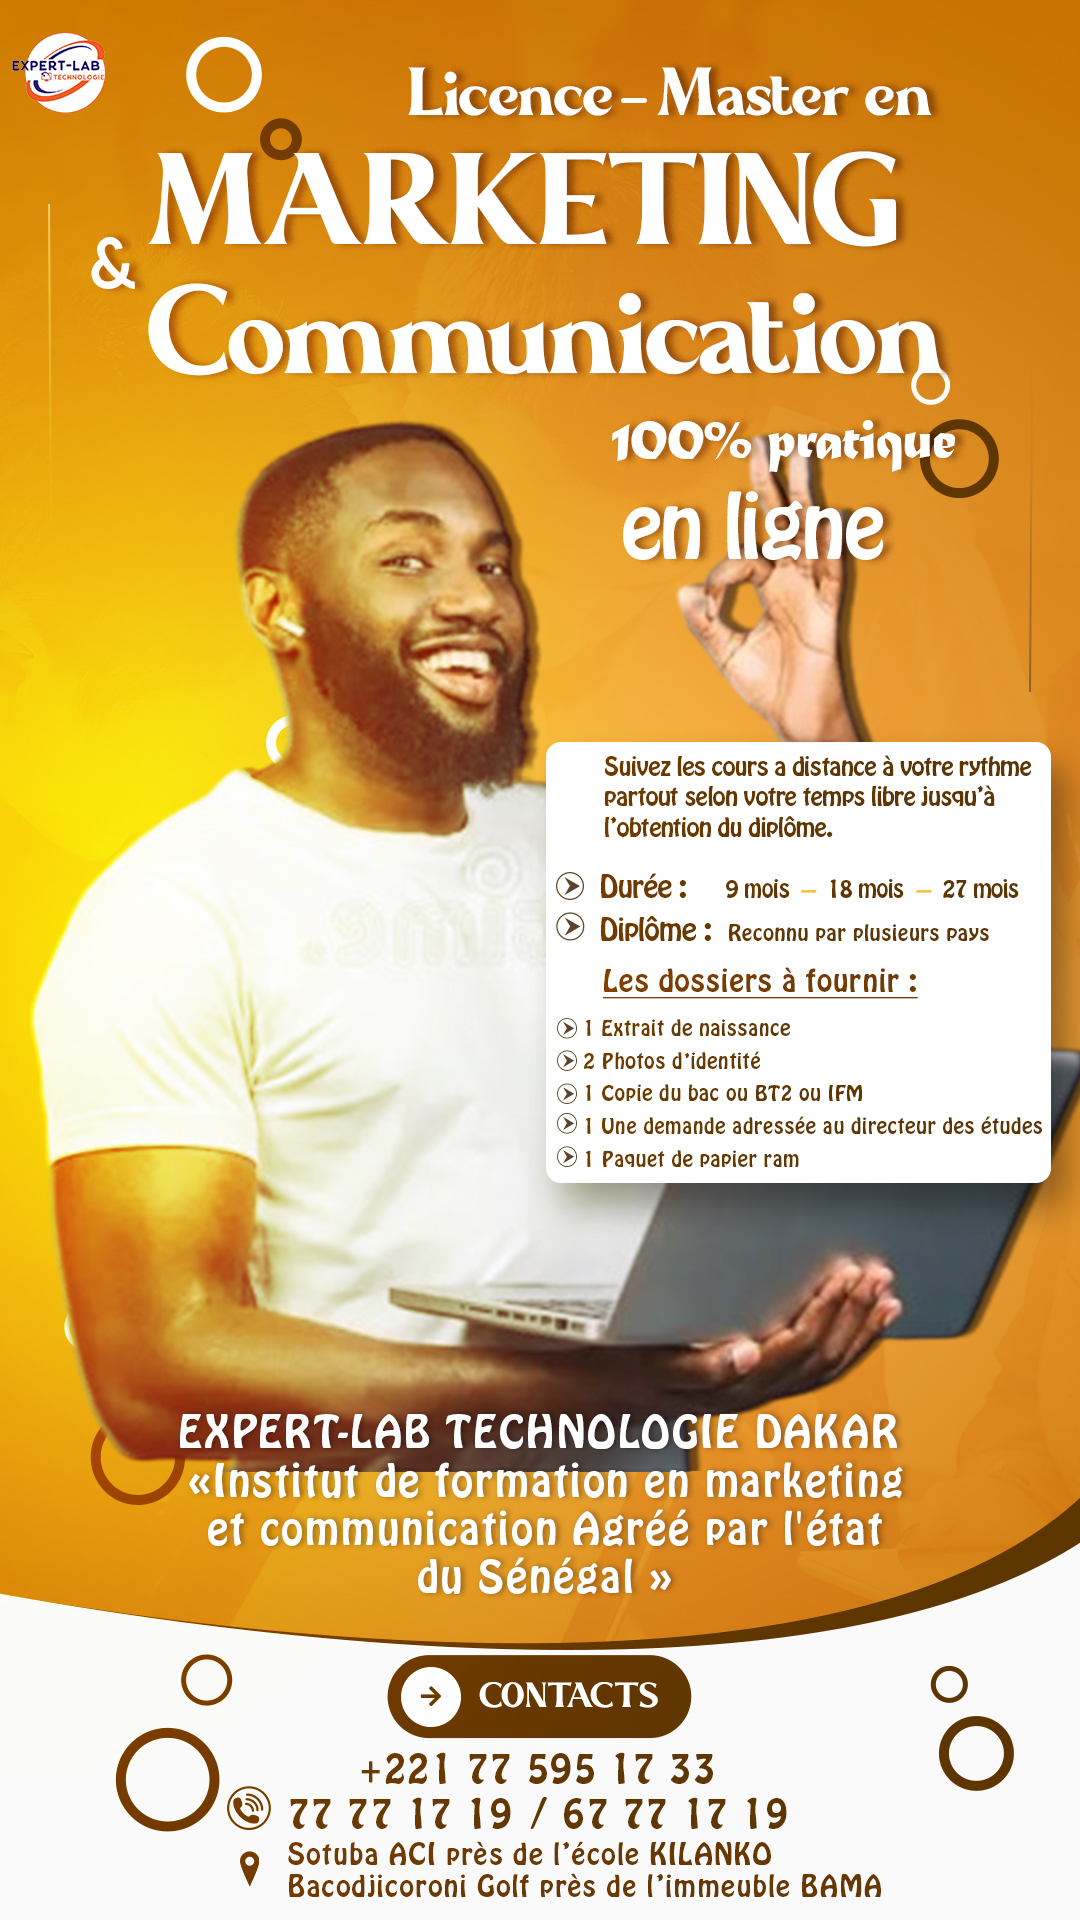 EXPERT-LAB
TECHNOLOGIE
Licence – Master en
MARKETING
&
Communication
100% pratique
en ligne
Suivez les cours a distance à votre rythme
partout selon votre temps libre jusqu'à
l'obtention du diplôme.
Durée : 9 mois – 18 mois – 27 mois
Diplôme : Reconnu par plusieurs pays
Les dossiers à fournir :
1 Extrait de naissance
2 Photos d'identité
1 Copie du bac ou BT2 ou IFM
1 Une demande adressée au directeur des études
1 Paquet de papier ram
EXPERT-LAB TECHNOLOGIE DAKAR
«Institut de formation en marketing
et communication Agréé par l'état
du Sénégal »
CONTACTS
+221 77 595 17 33
77 77 17 19 / 67 77 17 19
Sotuba ACI près de l'école KILANKO
Bacodjicoroni Golf près de l'immeuble BAMA